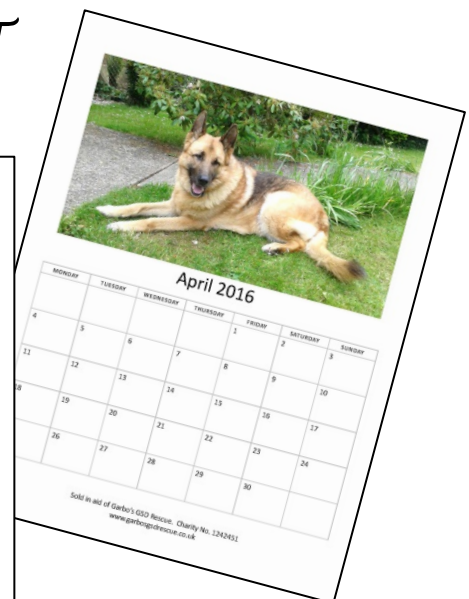 April 2016
MONDAY TUESDAY WEDNESDAY THURSDAY FRIDAY SATURDAY SUNDAY
1 2 3
4 5 6 7 8 9 10
11 12 13 14 15 16 17
18 19 20 21 22 23 24
26 27 28 29 30
Sold in aid of Garbo's GSD Rescue. Charity No. 1242451
www.garbosgsdrescue.co.uk